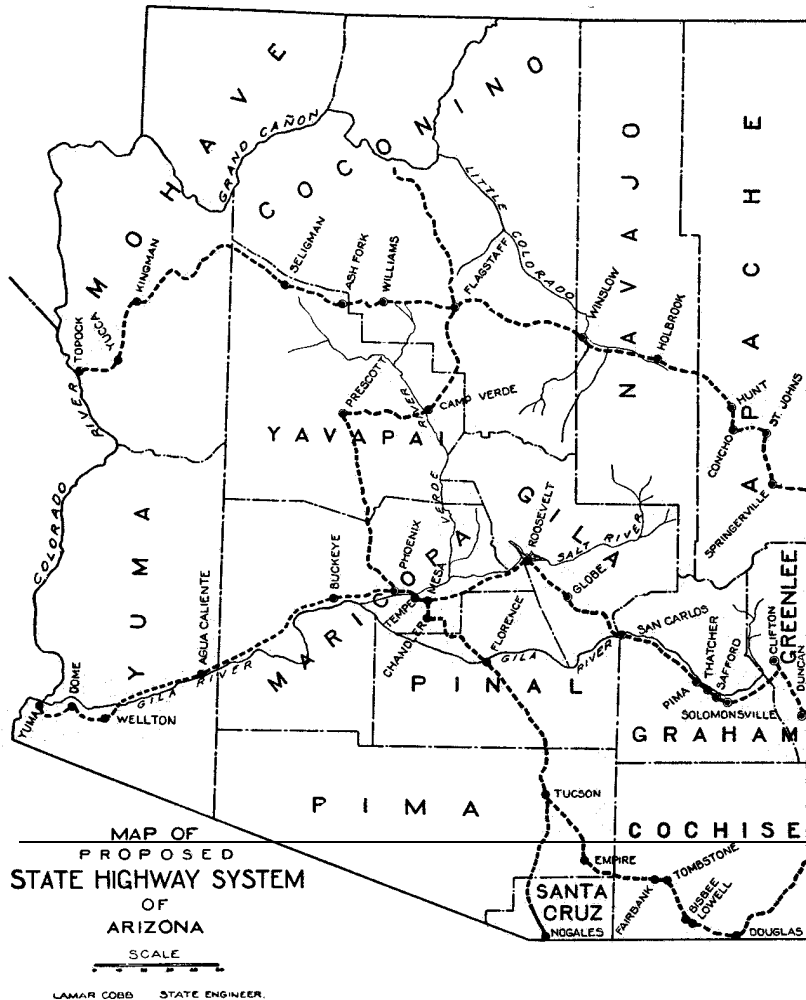 MOHAVE
GRAND CAÑON
COCONINO
NAVAJO
APACHE
LITTLE COLORADO
KINGMAN
SELIGMAN
ASH FORK
WILLIAMS
FLAGSTAFF
WINSLOW
HOLBROOK
TOPOCK
YUCCA
HUNT
ST. JOHNS
CONCHO
SPRINGERVILLE
PRESCOTT
CAMP VERDE
YAVAPAI
VERDE RIVER
COLORADO RIVER
YUMA
GILA
ROOSEVELT
SALT RIVER
BUCKEYE
PHOENIX
MESA
TEMPE
CHANDLER
MARICOPA
GLOBE
FLORENCE
SAN CARLOS
GILA RIVER
AGUA CALIENTE
GILA RIVER
DOME
YUMA
WELLTON
PINAL
PIMA
THATCHER
SAFFORD
SOLOMONSVILLE
CLIFTON
GREENLEE
DUNCAN
GRAHAM
PIMA
TUCSON
COCHISE
EMPIRE
TOMBSTONE
FAIRBANK
BISBEE
LOWELL
DOUGLAS
SANTA
CRUZ
NOGALES
MAP OF
PROPOSED
STATE HIGHWAY SYSTEM
OF
ARIZONA
SCALE
LAMAR COBB STATE ENGINEER.